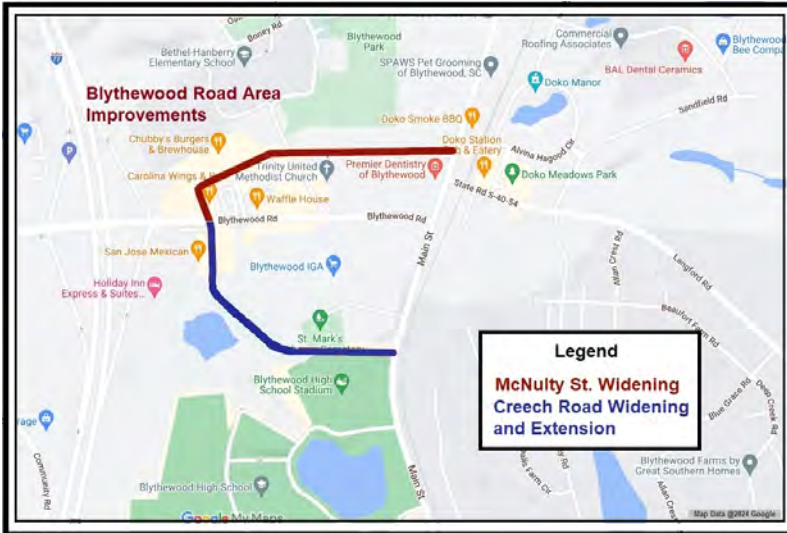 Boney Rd
Blythewood
Park
Commercial
Roofing Associates
Blythewood
Bee Compa
Bethel-Hanberry
Elementary School
SPAWS Pet Grooming
of Blythewood, SC
BAL Dental Ceramics
Doko Manor
Blythewood Road Area
Improvements
Sandfield Rd
Doko Smoke BBQ
Chubby's Burgers
& Brewhouse
Doko Station
& Eatery
Alvina Hagood Cir
Trinity United
Methodist Church
Premier Dentistry
of Blythewood
Carolina Wings &
Doko Meadows Park
Waffle House
State Rd S-40-54
Blythewood Rd
Blythewood Rd
San Jose Mexican
Main St
Blythewood IGA
Langford Rd
Holiday Inn
Express & Suites...
Beaufort Farm Rd
St. Mark's
Legend
McNulty St. Widening
Creech Road Widening
and Extension
Blythewood High
School Stadium
Blue Grace Rd
Deep Creek Rd
Community Rd
Blythewood High School
Main St
Blythewood Farms by
Great Southern Homes
Google My Maps
Map Data @2024 Google